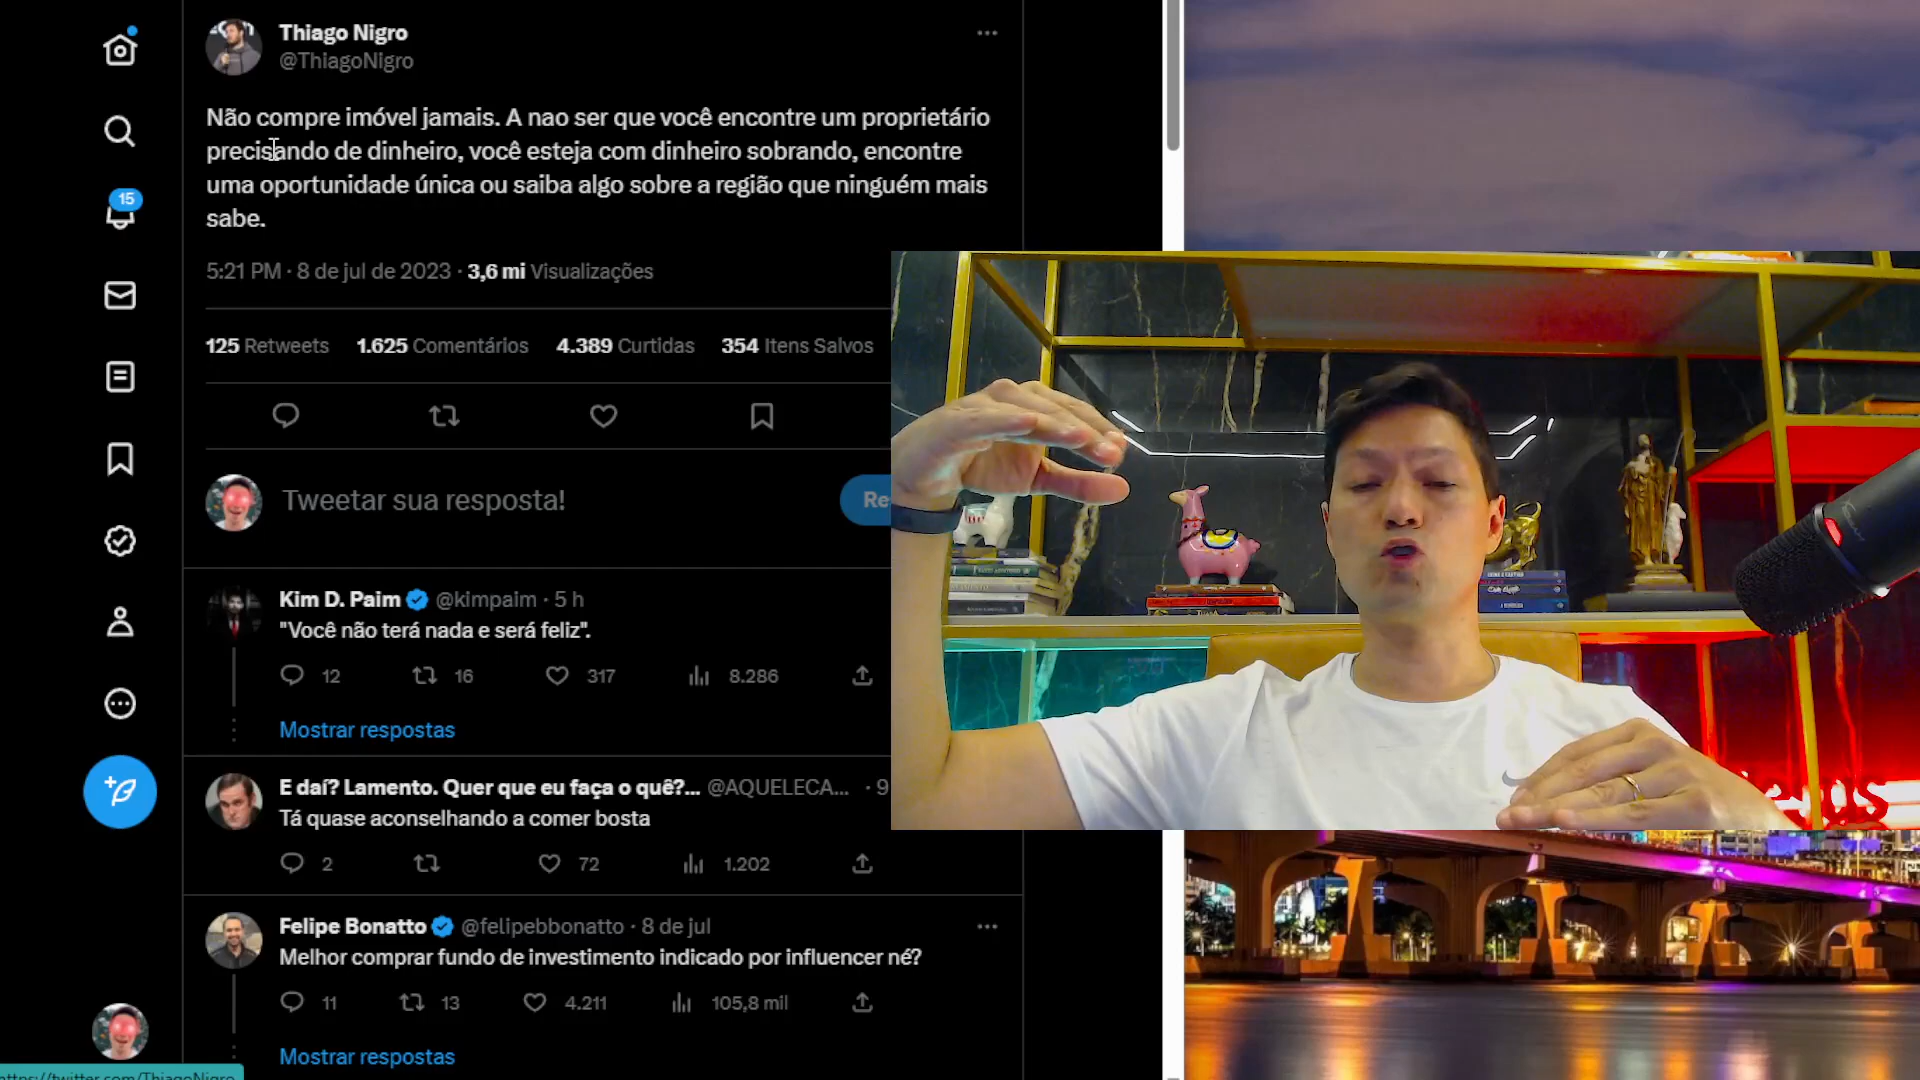 Thiago Nigro
@ThiagoNigro
Não compre imóvel jamais. A nao ser que você encontre um proprietário
precisando de dinheiro, você esteja com dinheiro sobrando, encontre
uma oportunidade única ou saiba algo sobre a região que ninguém mais
sabe.
5:21 PM · 8 de jul de 2023 · 3,6 mi Visualizações
125 Retweets 1.625 Comentários 4.389 Curtidas 354 Itens Salvos
15
Tweetar sua resposta!
Re
Kim D. Paim @kimpaim · 5 h
"Você não terá nada e será feliz".
12 16 317 8.286
Mostrar respostas
E daí? Lamento. Quer que eu faça o quê?... @AQUELECA... · 9
Tá quase aconselhando a comer bosta
2 72 1.202
Felipe Bonatto @felipebbonatto · 8 de jul
Melhor comprar fundo de investimento indicado por influencer né?
11 13 4.211 105,8 mil
Mostrar respostas
https://twitter.com/ThiagoNigro